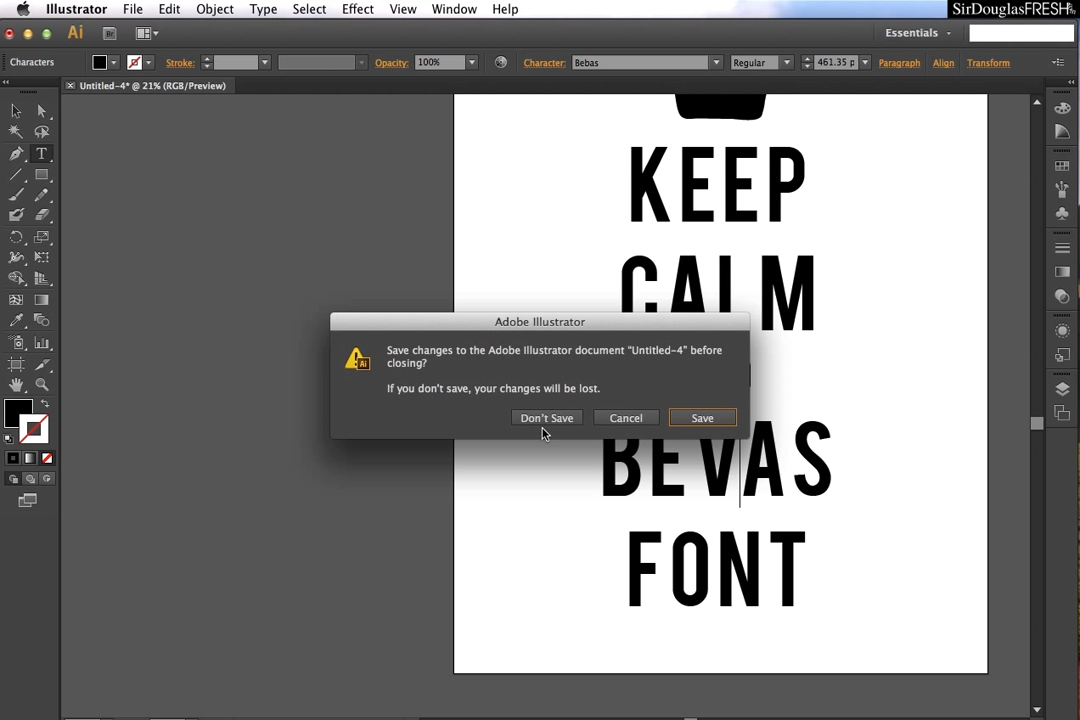 Illustrator File Edit Object Type Select Effect View Window Help
SirDouglasFRESH
Ai Br Essentials
Characters Stroke: Opacity: 100% Character: Bebas Regular 461.35 p Paragraph Align Transform
Untitled-4* @ 21% (RGB/Preview)
T
KEEP
CALM
Adobe Illustrator
Save changes to the Adobe Illustrator document “Untitled-4” before
closing?
If you don’t save, your changes will be lost.
Ai
Don’t Save Cancel Save
BEVAS
FONT